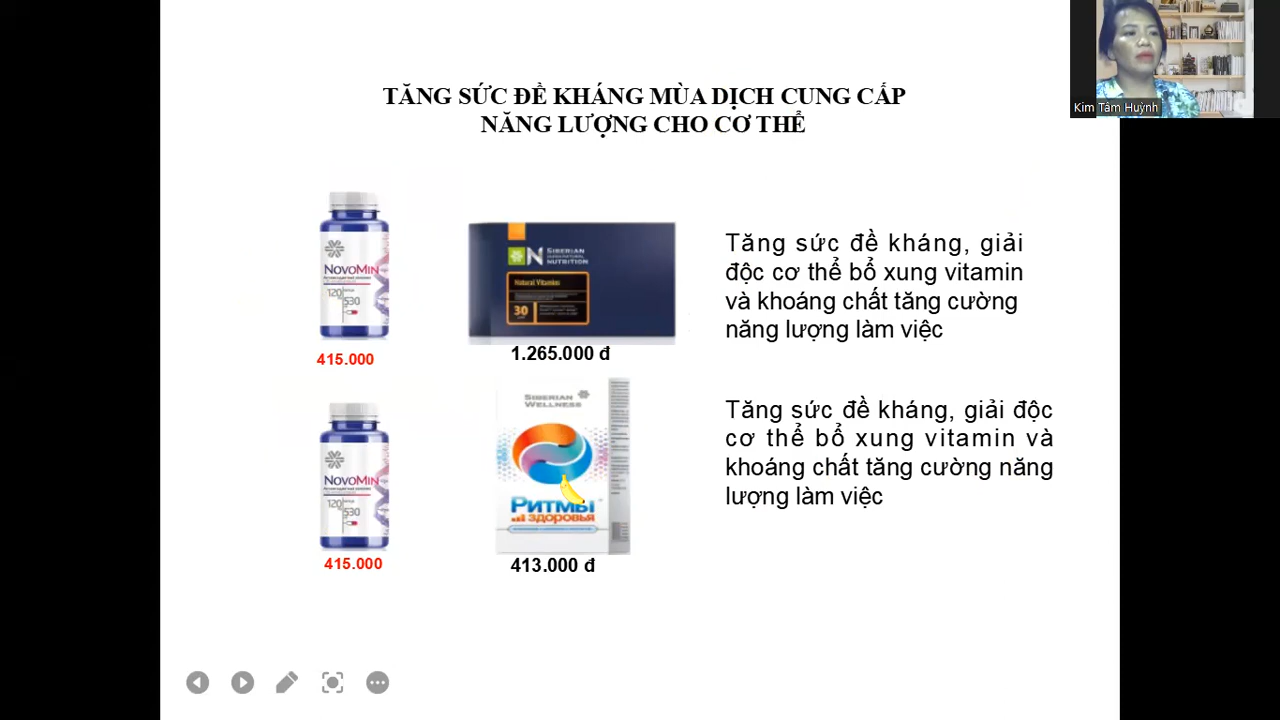 Kim Tâm Huỳnh
TĂNG SỨC ĐỀ KHÁNG MÙA DỊCH CUNG CẤP
NĂNG LƯỢNG CHO CƠ THỂ
NOVOMIN
120
530
415.000
SIBERIAN
NUTRITION
Natural Vitamins
30
1.265.000 đ
Tăng sức đề kháng, giải
độc cơ thể bổ xung vitamin
và khoáng chất tăng cường
năng lượng làm việc
NOVOMIN
120
530
415.000
SIBERIAN
WELLNESS
РИТМЫ
здоровья
413.000 đ
Tăng sức đề kháng, giải độc
cơ thể bổ xung vitamin và
khoáng chất tăng cường năng
lượng làm việc